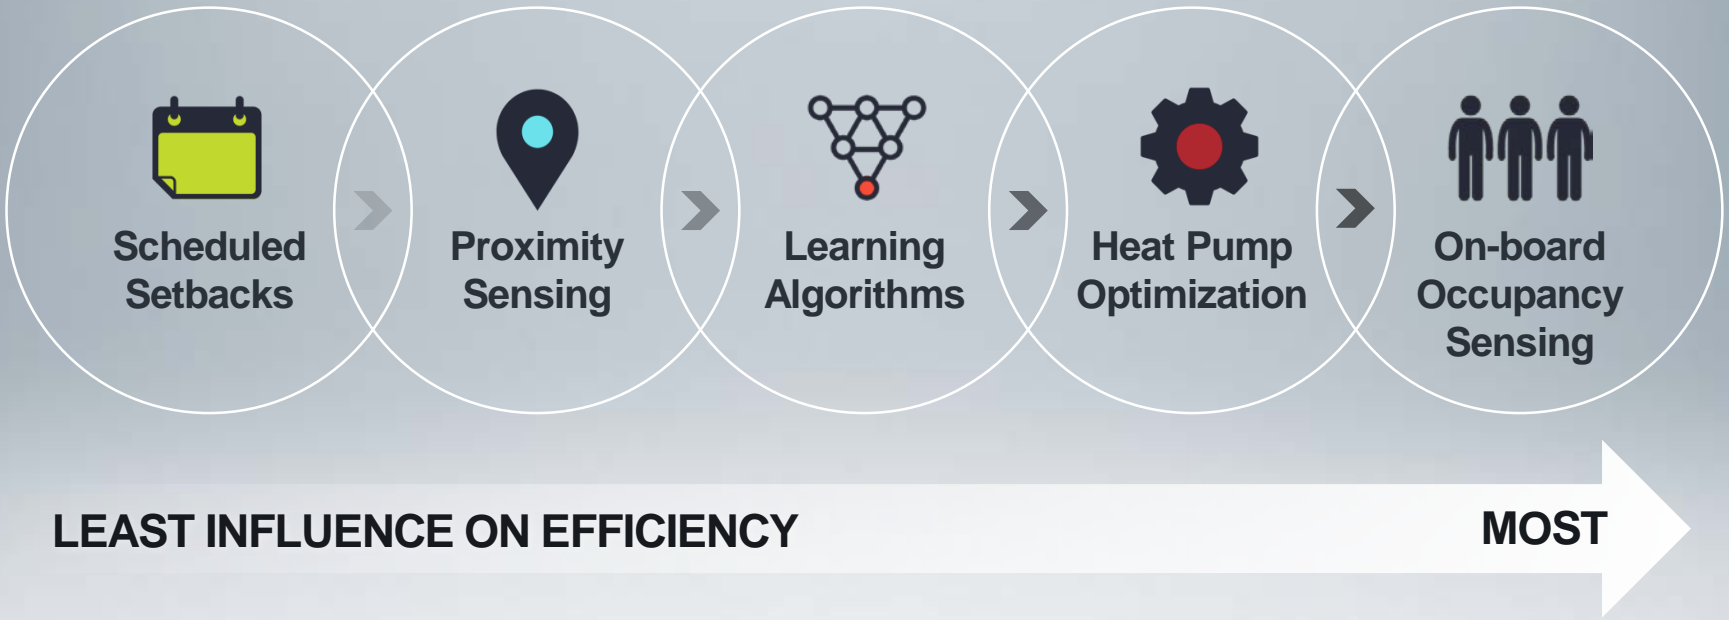 Scheduled
Setbacks
Proximity
Sensing
Learning
Algorithms
Heat Pump
Optimization
On-board
Occupancy
Sensing
LEAST INFLUENCE ON EFFICIENCY
MOST